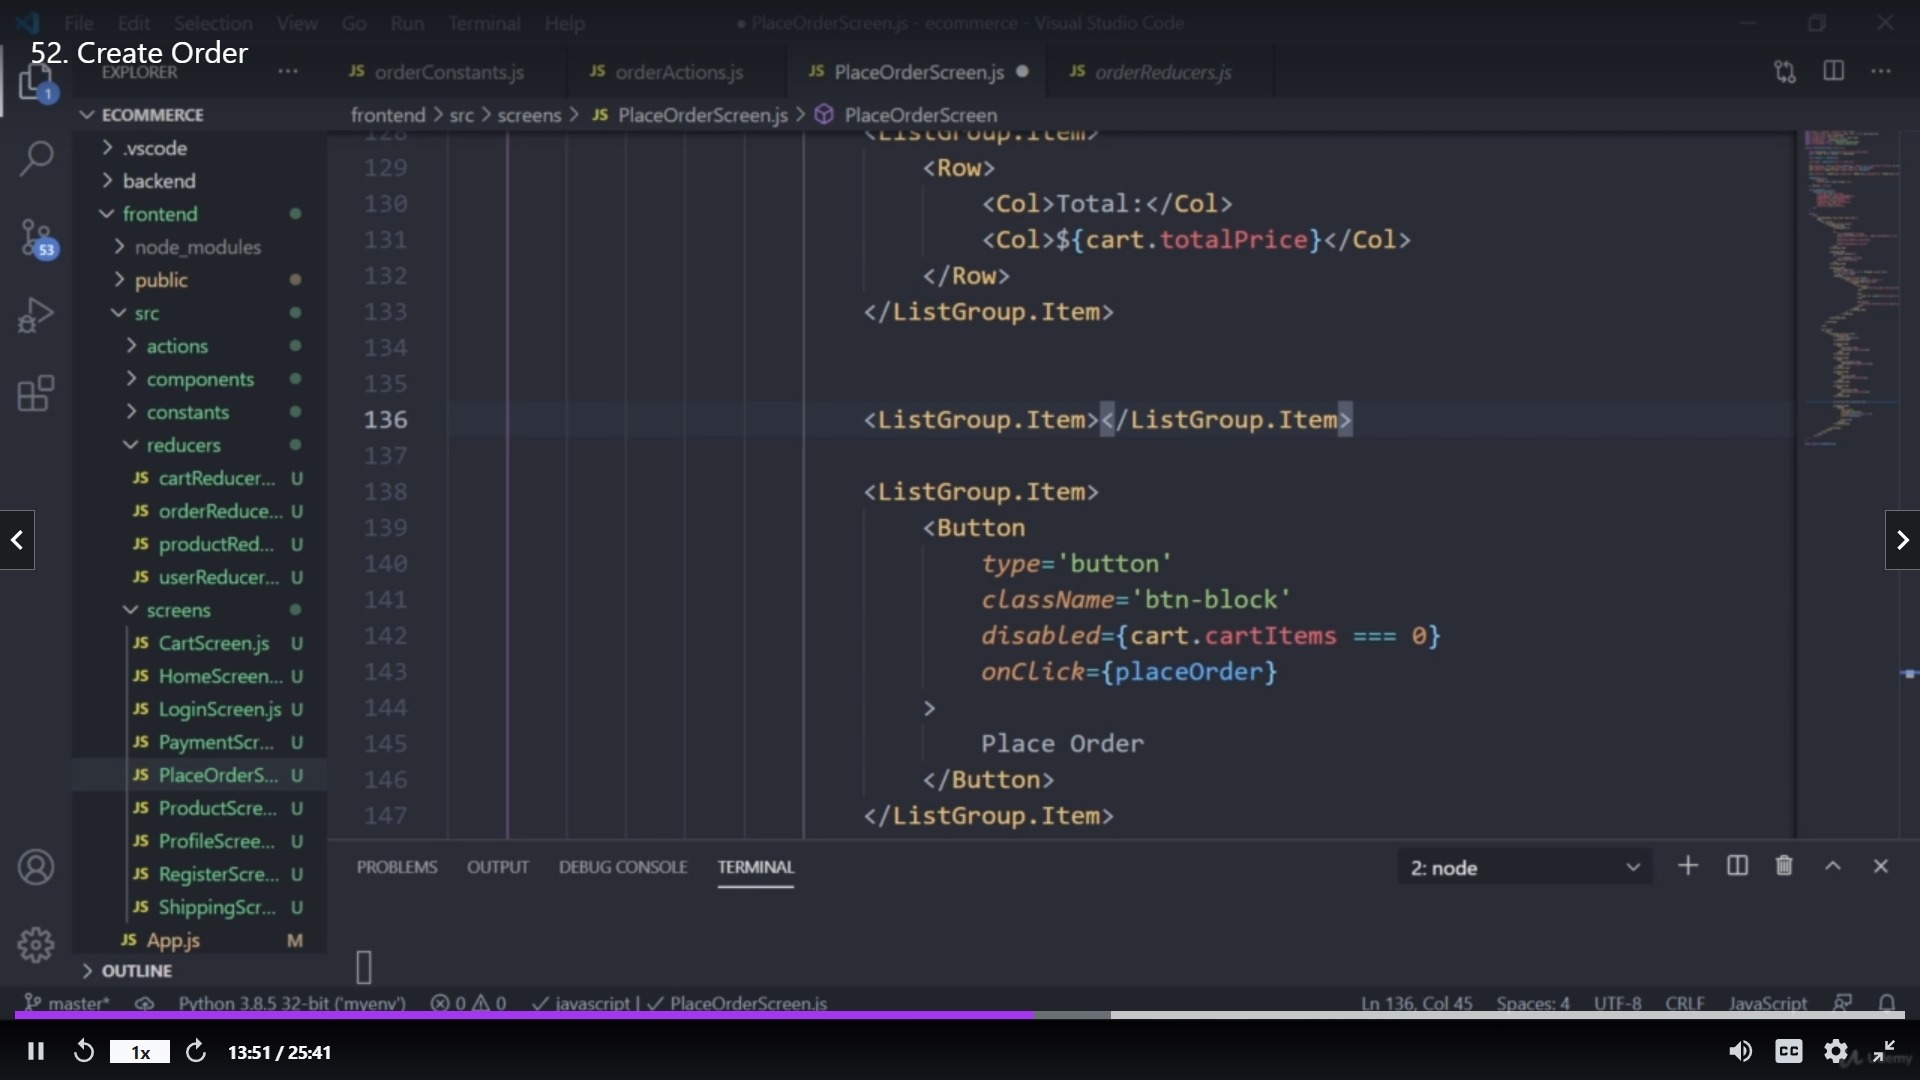 File Edit Selection View Go Run Terminal Help
● PlaceOrderScreen.js - ecommerce - Visual Studio Code
52. Create Order
EXPLORER ...
JS orderConstants.js
JS orderActions.js
JS PlaceOrderScreen.js ●
JS orderReducers.js
1
ECOMMERCE
frontend > src > screens > JS PlaceOrderScreen.js > PlaceOrderScreen
.vscode
backend
frontend
node_modules
public
src
actions
components
constants
reducers
JS cartReducer... U
JS orderReduce... U
JS productRed... U
JS userReducer... U
screens
JS CartScreen.js U
JS HomeScreen... U
JS LoginScreen.js U
JS PaymentScr... U
JS PlaceOrderS... U
JS ProductScre... U
JS ProfileScree... U
JS RegisterScre... U
JS ShippingScr... U
JS App.js M
OUTLINE
53
128 <ListGroup.Item>
129 <Row>
130 <Col>Total:</Col>
131 <Col>${cart.totalPrice}</Col>
132 </Row>
133 </ListGroup.Item>
134
135
136 <ListGroup.Item></ListGroup.Item>
137
138 <ListGroup.Item>
139 <Button
140 type='button'
141 className='btn-block'
142 disabled={cart.cartItems === 0}
143 onClick={placeOrder}
144 >
145 Place Order
146 </Button>
147 </ListGroup.Item>
PROBLEMS OUTPUT DEBUG CONSOLE TERMINAL
2: node
master* Python 3.8.5 32-bit ('myenv') 0 0 javascript | PlaceOrderScreen.js
Ln 136, Col 45 Spaces: 4 UTF-8 CRLF JavaScript
1x 13:51 / 25:41
CC
Udemy